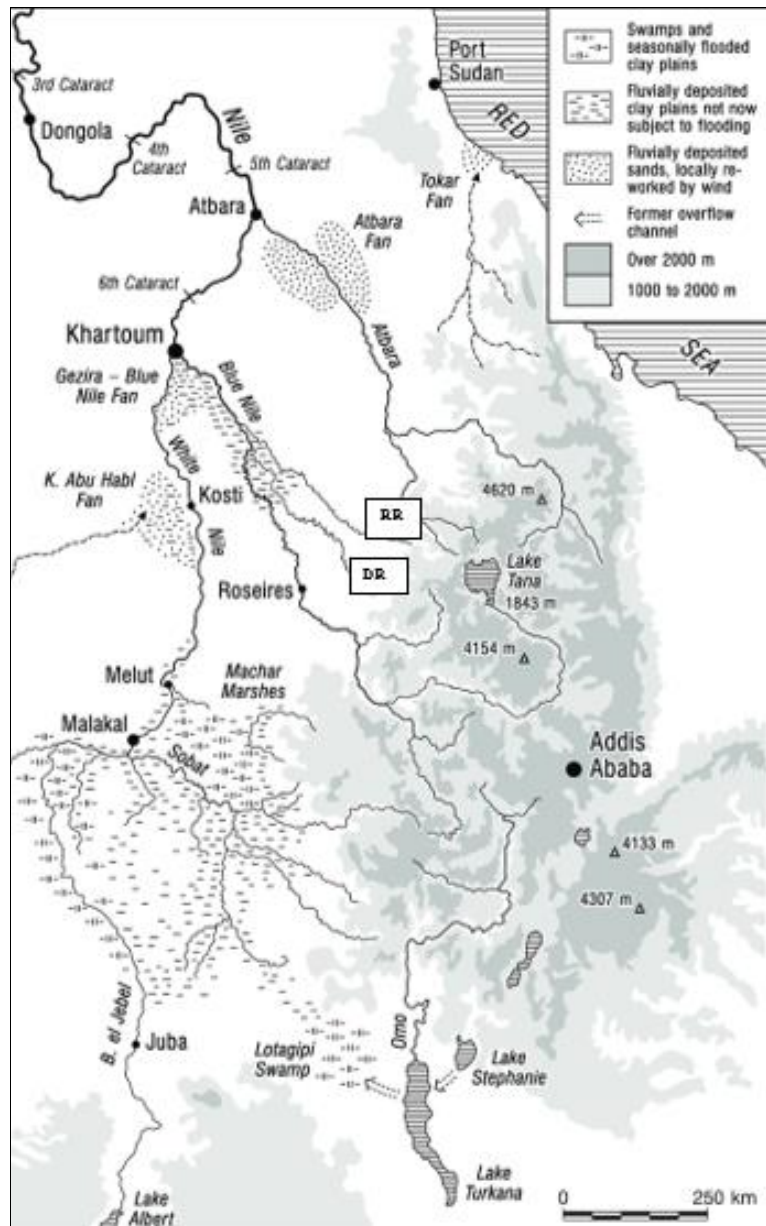 Swamps and
seasonally flooded
clay plains
Fluvially deposited
clay plains not now
subject to flooding
Fluvially deposited
sands, locally re-
worked by wind
Former overflow
channel
Over 2000 m
1000 to 2000 m
Port
Sudan
RED
SEA
3rd Cataract
Dongola
4th
Cataract
Nile
5th Cataract
Atbara
Tokar
Fan
Atbara
Fan
6th Cataract
Atbara
Khartoum
Gezira – Blue
Nile Fan
Blue Nile
White
Nile
K. Abu Habl
Fan
Kosti
RR
4620 m
DR
Lake
Tana
1843 m
Roseires
4154 m
Melut
Machar
Marshes
Malakal
Sobat
Addis
Ababa
4133 m
4307 m
B. el Jebel
Juba
Omo
Lotagipi
Swamp
Lake
Stephanie
Lake
Turkana
Lake
Albert
0 250 km